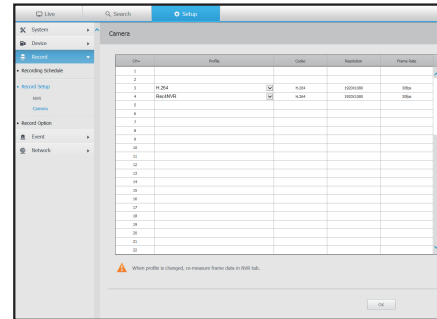 Live
Search
Setup
System
Device
Record
Recording Schedule
Record Setup
NVR
Camera
Record Option
Event
Network
Camera
CH Profile Codec Resolution Frame Rate
1
2
3 H.264 H.264 1920X1080 30fps
4 RecInNVR H.264 1920X1080 30fps
5
6
7
8
9
10
11
12
13
14
15
16
17
18
19
20
21
22
When profile is changed, re-measure frame data in NVR tab.
OK